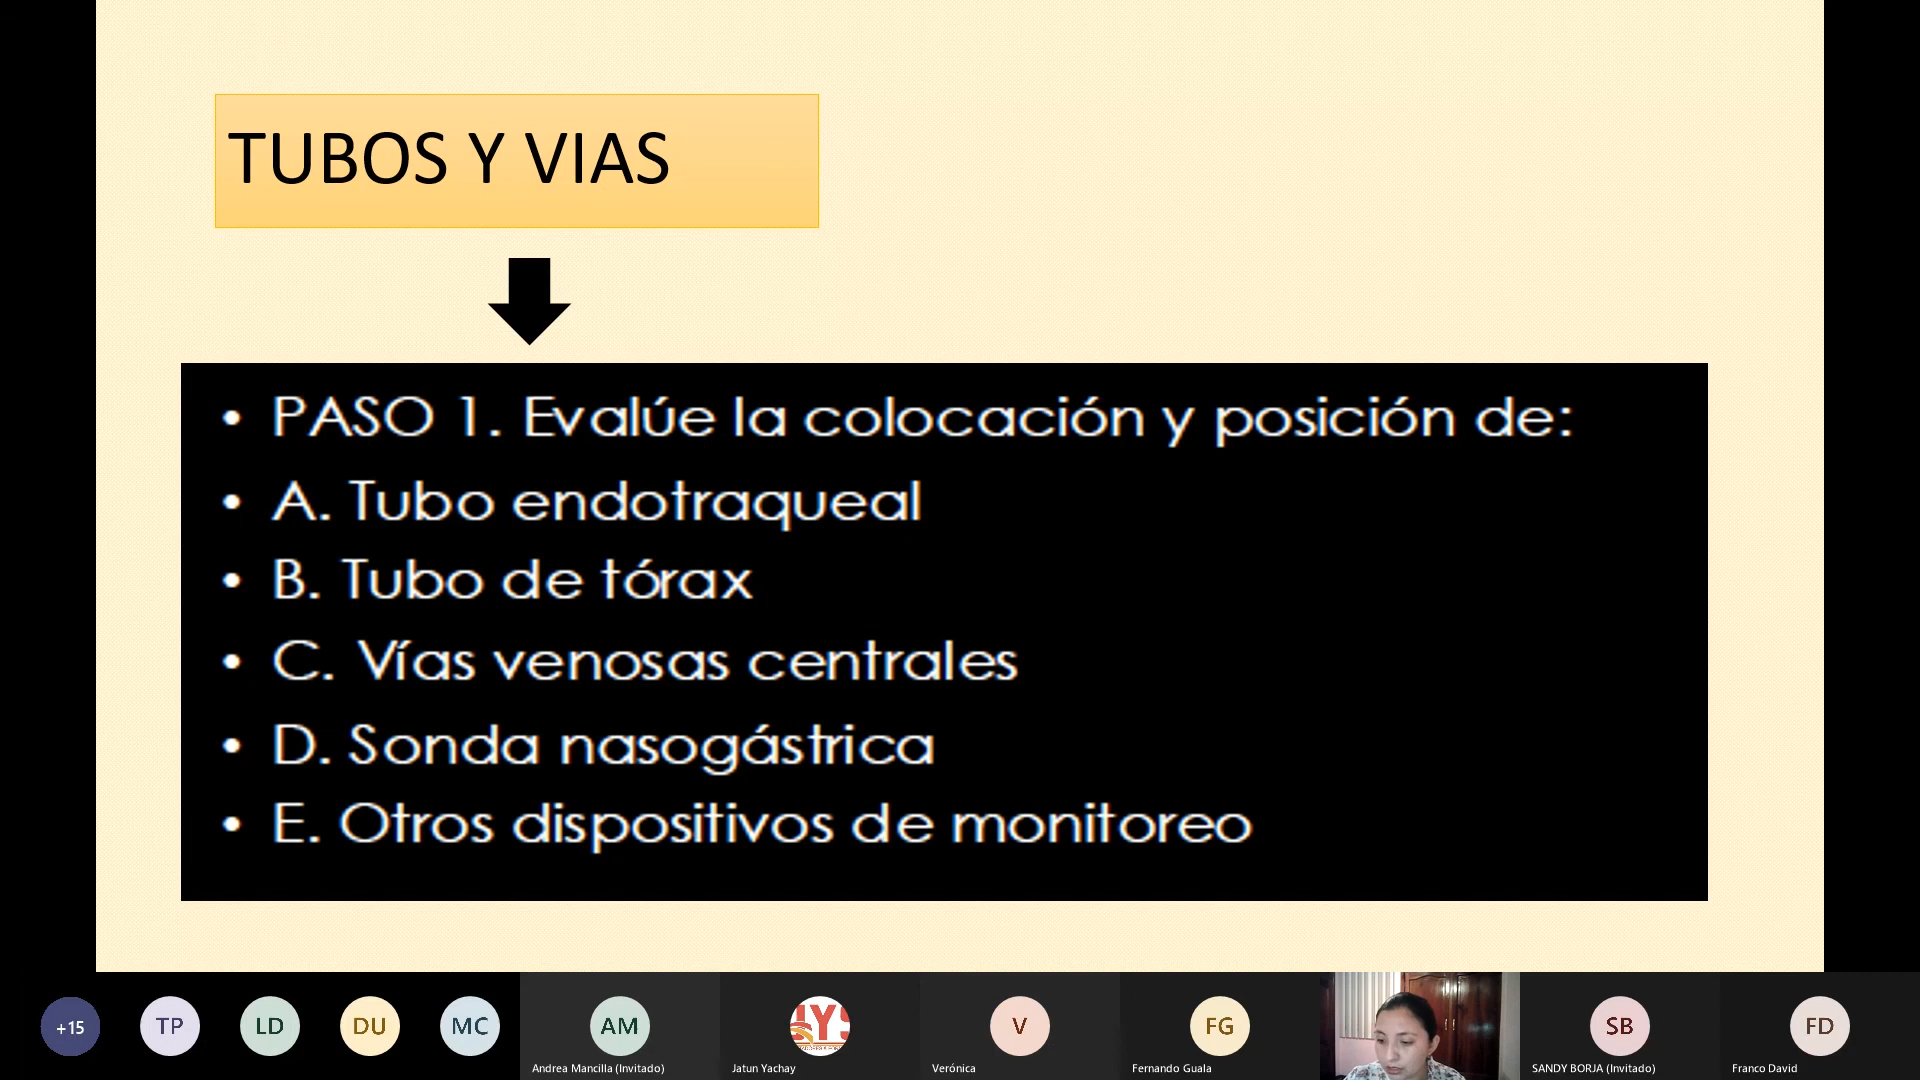 TUBOS Y VIAS
• PASO 1. Evalúe la colocación y posición de:
• A. Tubo endotraqueal
• B. Tubo de tórax
• C. Vías venosas centrales
• D. Sonda nasogástrica
• E. Otros dispositivos de monitoreo
+15
TP
LD
DU
MC
AM
V
FG
SB
FD
Andrea Mancilla (Invitado)
Jatun Yachay
Verónica
Fernando Guala
SANDY BORJA (Invitado)
Franco David